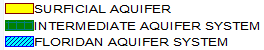 SURFICIAL AQUIFER
INTERMEDIATE AQUIFER SYSTEM
FLORIDAN AQUIFER SYSTEM